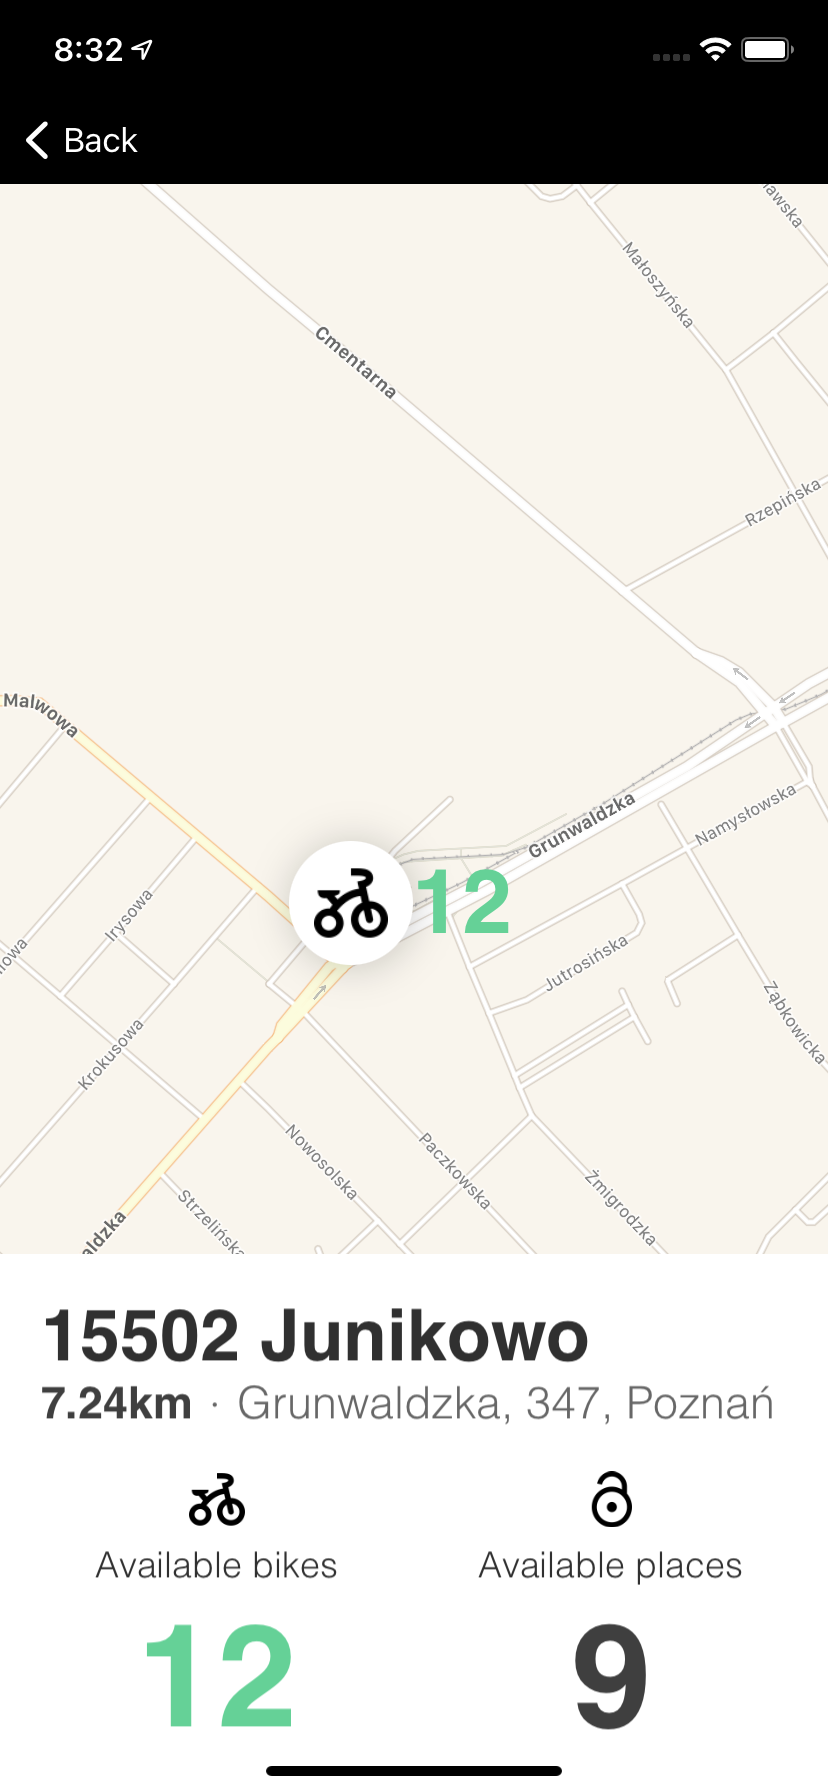 8:32
Back
awska
Małoszyńska
Cmentarna
Rzepińska
Malwowa
Grunwaldzka
Namysłowska
12
Irysowa
Jutrosińska
owa
Ząbkowicka
Krokusowa
Nowosolska
Paczkowska
Żmigrodzka
Strzelińska
aldzka
15502 Junikowo
7.24km · Grunwaldzka, 347, Poznań
Available bikes
Available places
12
9